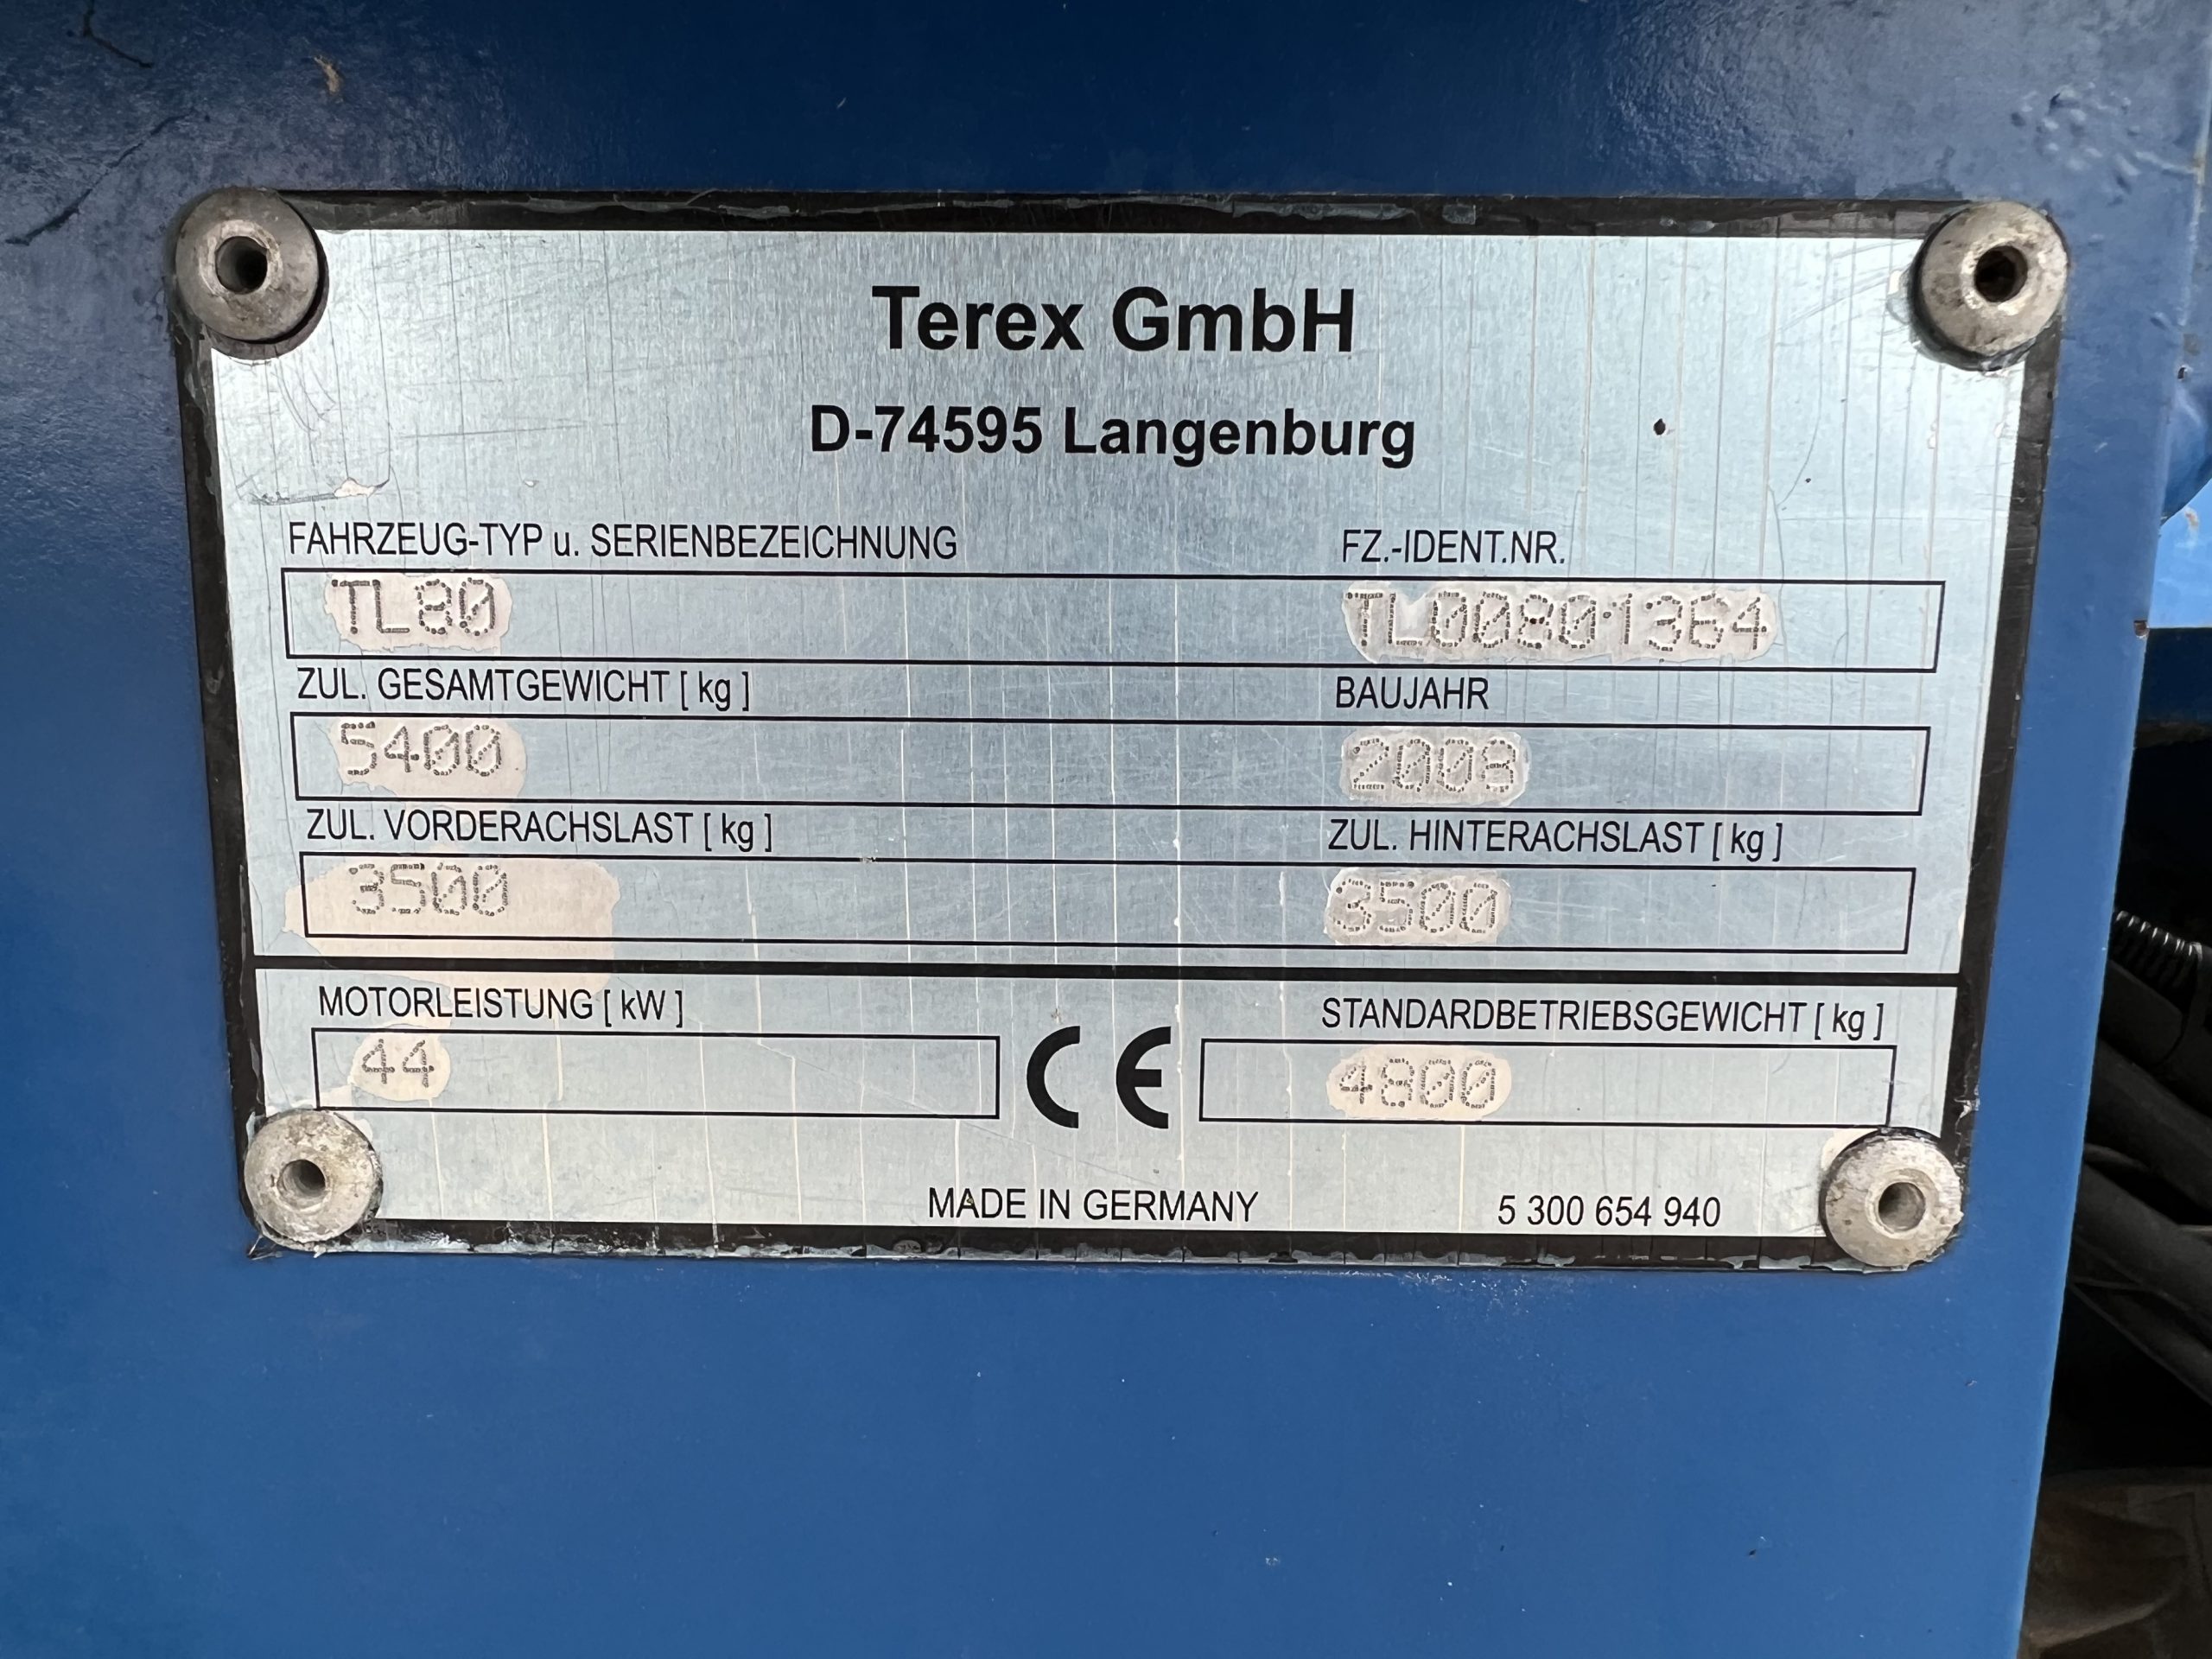 Terex GmbH
D-74595 Langenburg
FAHRZEUG-TYP u. SERIENBEZEICHNUNG FZ.-IDENT.NR.
TL80 TL00801364
ZUL. GESAMTGEWICHT [ kg ] BAUJAHR
5400 2008
ZUL. VORDERACHSLAST [ kg ] ZUL. HINTERACHSLAST [ kg ]
3500 3500
MOTORLEISTUNG [ kW ] STANDARDBETRIEBSGEWICHT [ kg ]
44 CE 4800
MADE IN GERMANY 5 300 654 940